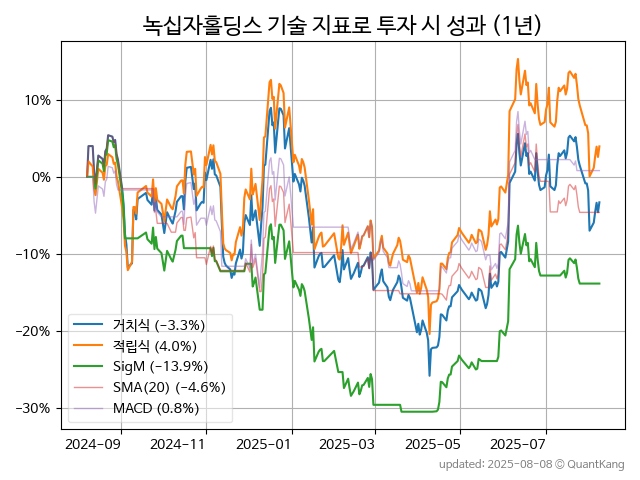 녹십자홀딩스 기술 지표로 투자 시 성과 (1년)
10%
0%
−10%
−20%
−30%
거치식 (−3.3%)
적립식 (4.0%)
SigM (−13.9%)
SMA(20) (−4.6%)
MACD (0.8%)
2024-09
2024-11
2025-01
2025-03
2025-05
2025-07
updated: 2025-08-08 © QuantKang